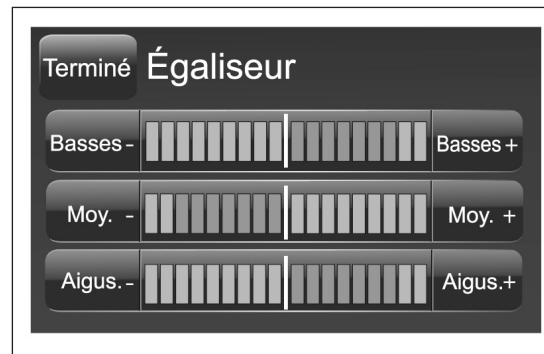 Terminé Égaliseur
Basses - Basses +
Moy. - Moy. +
Aigus. - Aigus.+